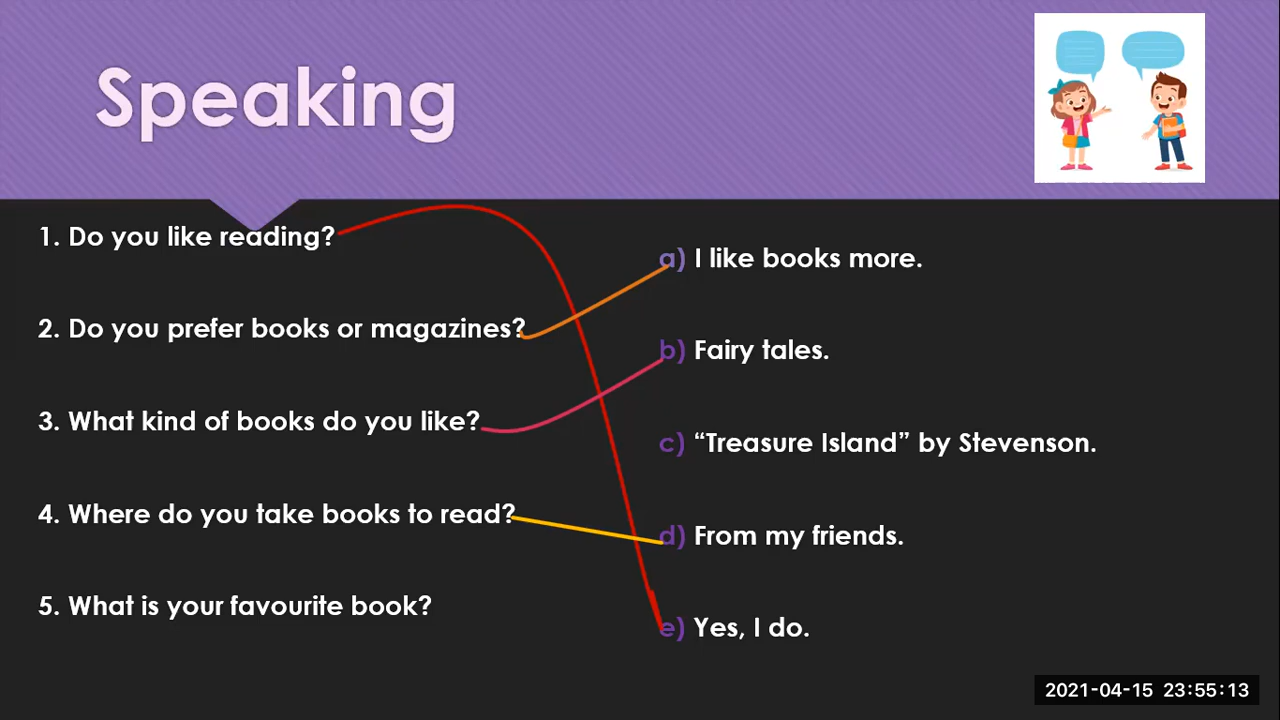 Speaking
1. Do you like reading?
2. Do you prefer books or magazines?
3. What kind of books do you like?
4. Where do you take books to read?
5. What is your favourite book?
a) I like books more.
b) Fairy tales.
c) “Treasure Island” by Stevenson.
d) From my friends.
e) Yes, I do.
2021-04-15 23:55:13